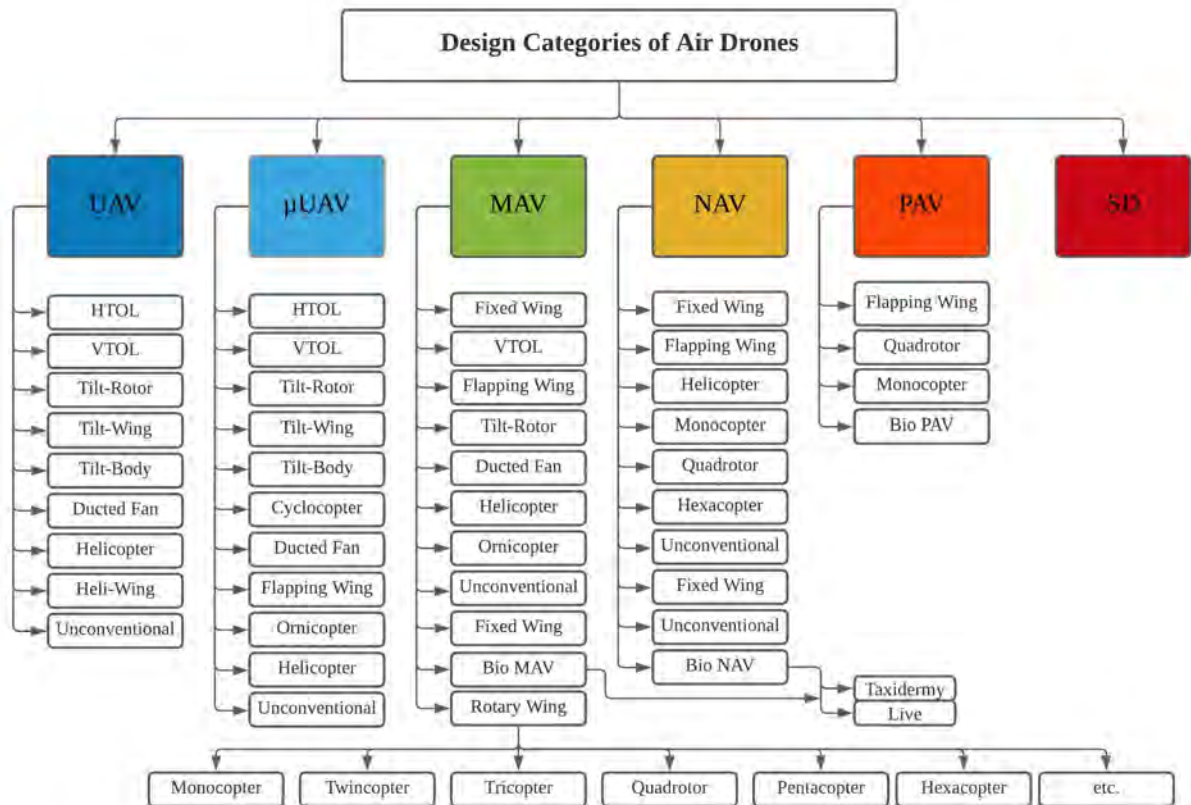 Design Categories of Air Drones
UAV
μUAV
MAV
NAV
PAV
SD
HTOL
VTOL
Tilt-Rotor
Tilt-Wing
Tilt-Body
Ducted Fan
Helicopter
Heli-Wing
Unconventional
HTOL
VTOL
Tilt-Rotor
Tilt-Wing
Tilt-Body
Cyclocopter
Ducted Fan
Flapping Wing
Ornicopter
Helicopter
Unconventional
Fixed Wing
VTOL
Flapping Wing
Tilt-Rotor
Ducted Fan
Helicopter
Ornicopter
Unconventional
Fixed Wing
Bio MAV
Rotary Wing
Fixed Wing
Flapping Wing
Helicopter
Monocopter
Quadrotor
Hexacopter
Unconventional
Fixed Wing
Unconventional
Bio NAV
Flapping Wing
Quadrotor
Monocopter
Bio PAV
Taxidermy
Live
Monocopter
Twincopter
Tricopter
Quadrotor
Pentacopter
Hexacopter
etc.